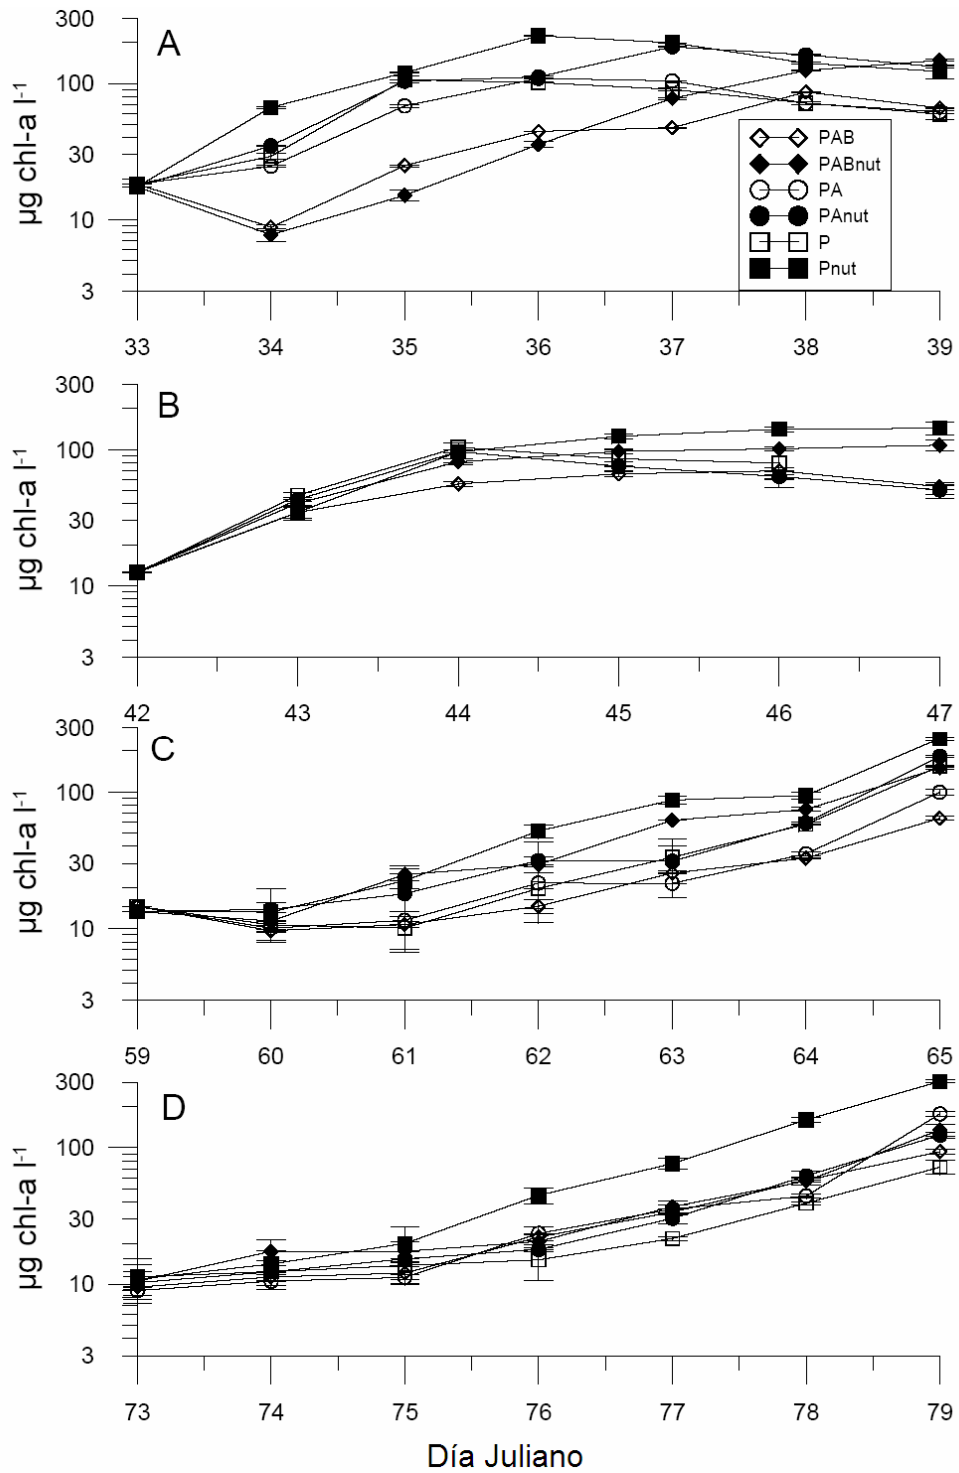 A
300
100
30
10
3
µg chl-a l-1
PAB
PABnut
PA
PAnut
P
Pnut
33 34 35 36 37 38 39
B
300
100
30
10
3
µg chl-a l-1
42 43 44 45 46 47
C
300
100
30
10
3
µg chl-a l-1
59 60 61 62 63 64 65
D
300
100
30
10
3
µg chl-a l-1
73 74 75 76 77 78 79
Día Juliano